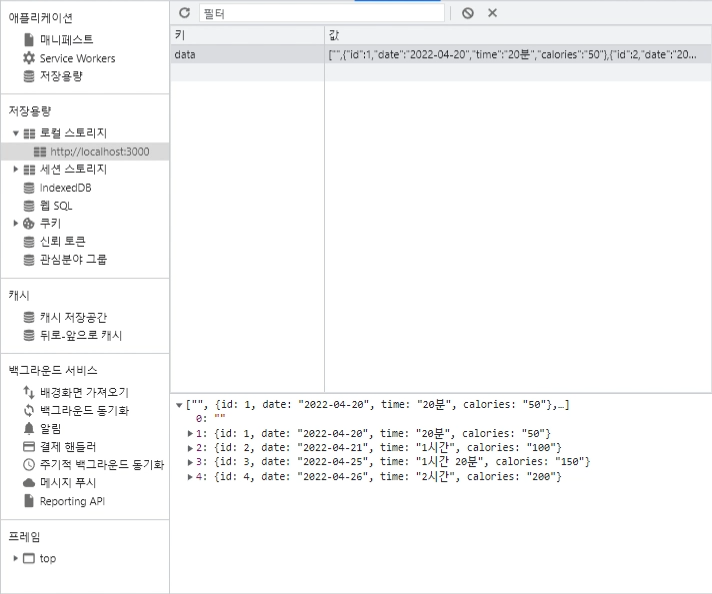 애플리케이션
매니페스트
Service Workers
저장용량
저장용량
로컬 스토리지
http://localhost:3000
세션 스토리지
IndexedDB
웹 SQL
쿠키
신뢰 토큰
관심분야 그룹
캐시
캐시 저장공간
뒤로-앞으로 캐시
백그라운드 서비스
배경화면 가져오기
백그라운드 동기화
알림
결제 핸들러
주기적 백그라운드 동기화
메시지 푸시
Reporting API
프레임
top
필터
키 값
data ["",{"id":1,"date":"2022-04-20","time":"20분","calories":"50"},{"id":2,"date":"20...
["", {id: 1, date: "2022-04-20", time: "20분", calories: "50"},…]
0: ""
1: {id: 1, date: "2022-04-20", time: "20분", calories: "50"}
2: {id: 2, date: "2022-04-21", time: "1시간", calories: "100"}
3: {id: 3, date: "2022-04-25", time: "1시간 20분", calories: "150"}
4: {id: 4, date: "2022-04-26", time: "2시간", calories: "200"}